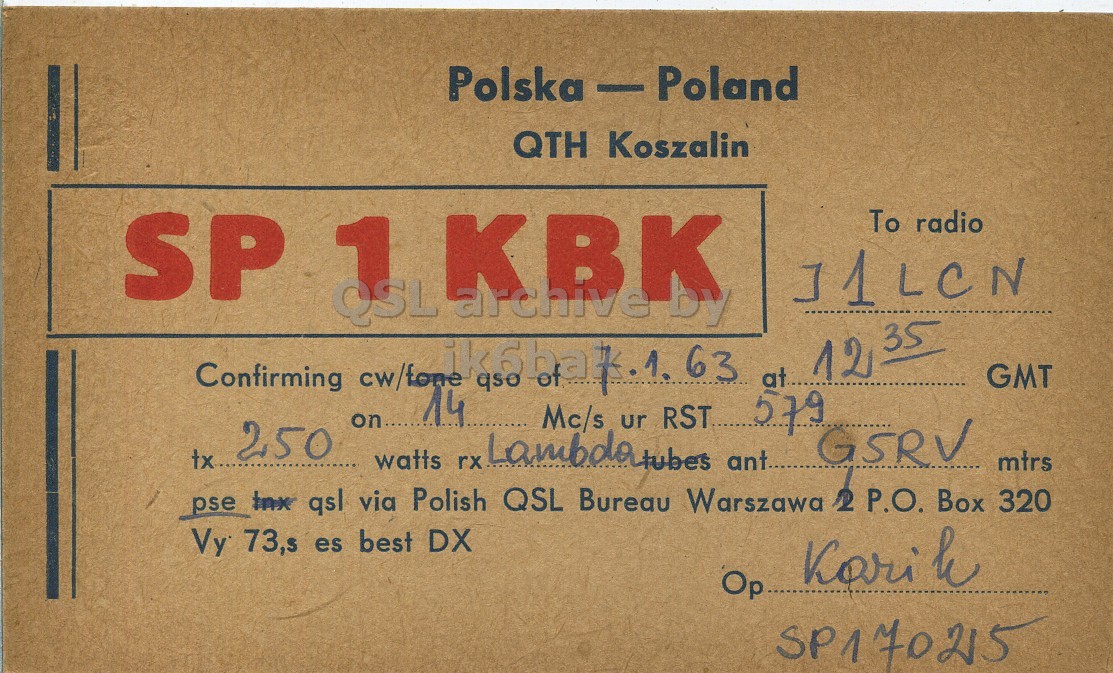 Polska — Poland
QTH Koszalin
SP 1 KBK
To radio
I1LCN
QSL archive by
ik6bak
Confirming cw/fone qso of 7.1.63 at 12 35 GMT
on 14 Mc/s ur RST 579
tx 250 watts rx Lambda tubes ant G5RV mtrs
pse tnx qsl via Polish QSL Bureau Warszawa P.O. Box 320
Vy 73,s es best DX
Op